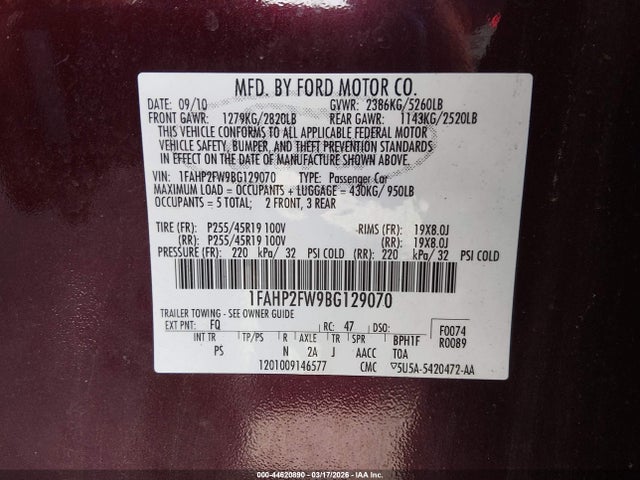 MFD. BY FORD MOTOR CO.
DATE: 09/10 GVWR: 2386KG/5260LB
FRONT GAWR: 1279KG/2820LB REAR GAWR: 1143KG/2520LB
THIS VEHICLE CONFORMS TO ALL APPLICABLE FEDERAL MOTOR
VEHICLE SAFETY, BUMPER, AND THEFT PREVENTION STANDARDS
IN EFFECT ON THE DATE OF MANUFACTURE SHOWN ABOVE.
VIN: 1FAHP2FW9BG129070 TYPE: Passenger Car
MAXIMUM LOAD = OCCUPANTS + LUGGAGE = 430KG/ 950LB
OCCUPANTS = 5 TOTAL; 2 FRONT, 3 REAR
TIRE (FR): P255/45R19 100V RIMS (FR): 19X8.0J
(RR): P255/45R19 100V (RR): 19X8.0J
PRESSURE (FR): 220 kPa/ 32 PSI COLD (RR): 220 kPa/ 32 PSI COLD
1FAHP2FW9BG129070
TRAILER TOWING - SEE OWNER GUIDE
EXT PNT: FQ RC: 47 DSO: F0074
INT TR TP/PS R AXLE TR SPR BPH1F R0089
PS N 2A J AACC TOA
1201009146577 CMC ▽5U5A-5420472-AA
000-44620890 - 03/17/2026 - IAA Inc.